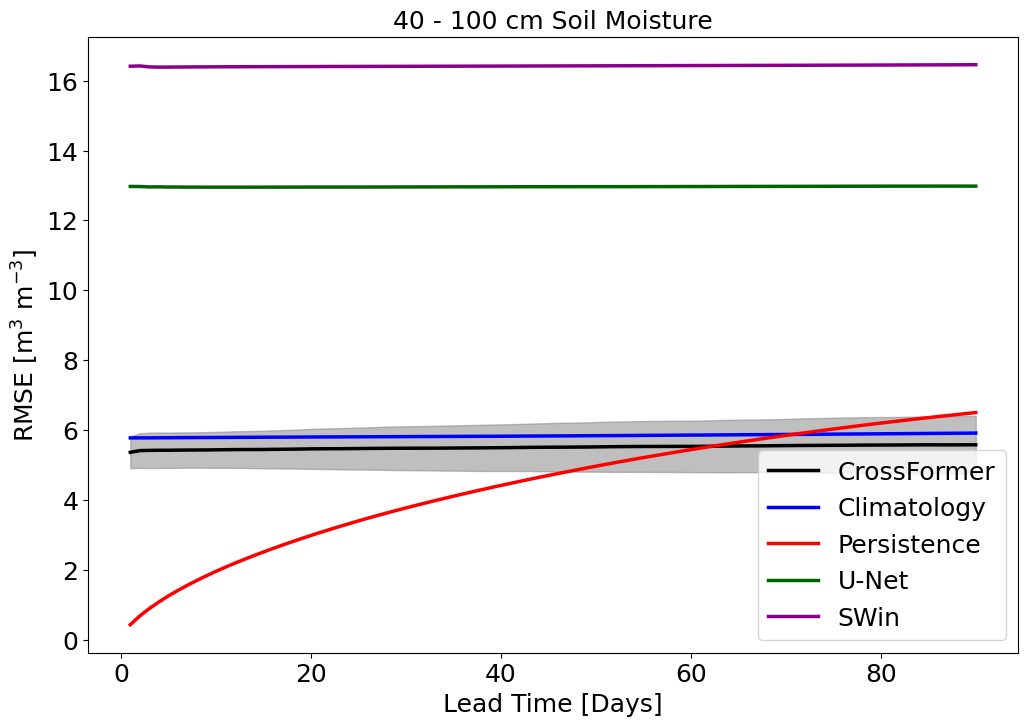 40 - 100 cm Soil Moisture
RMSE [m³ m⁻³]
16
14
12
10
8
6
4
2
0
CrossFormer
Climatology
Persistence
U-Net
SWin
0 20 40 60 80
Lead Time [Days]